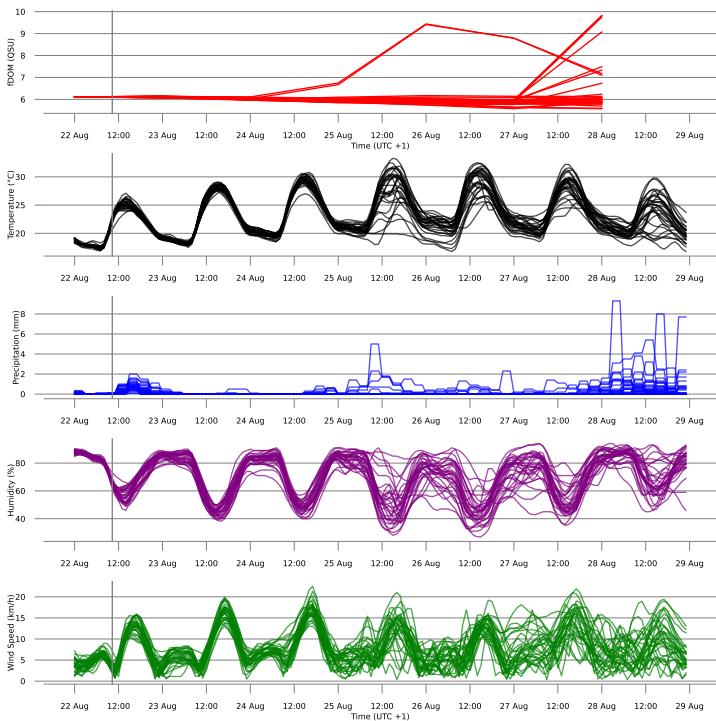 10
9
8
7
6
fDOM (QSU)
22 Aug 12:00 23 Aug 12:00 24 Aug 12:00 25 Aug 12:00 26 Aug 12:00 27 Aug 12:00 28 Aug 12:00 29 Aug
Time (UTC +1)
30
25
20
Temperature (°C)
22 Aug 12:00 23 Aug 12:00 24 Aug 12:00 25 Aug 12:00 26 Aug 12:00 27 Aug 12:00 28 Aug 12:00 29 Aug
8
6
4
2
0
Precipitation (mm)
22 Aug 12:00 23 Aug 12:00 24 Aug 12:00 25 Aug 12:00 26 Aug 12:00 27 Aug 12:00 28 Aug 12:00 29 Aug
80
60
40
Humidity (%)
22 Aug 12:00 23 Aug 12:00 24 Aug 12:00 25 Aug 12:00 26 Aug 12:00 27 Aug 12:00 28 Aug 12:00 29 Aug
20
15
10
5
0
Wind Speed (km/h)
22 Aug 12:00 23 Aug 12:00 24 Aug 12:00 25 Aug 12:00 26 Aug 12:00 27 Aug 12:00 28 Aug 12:00 29 Aug
Time (UTC +1)